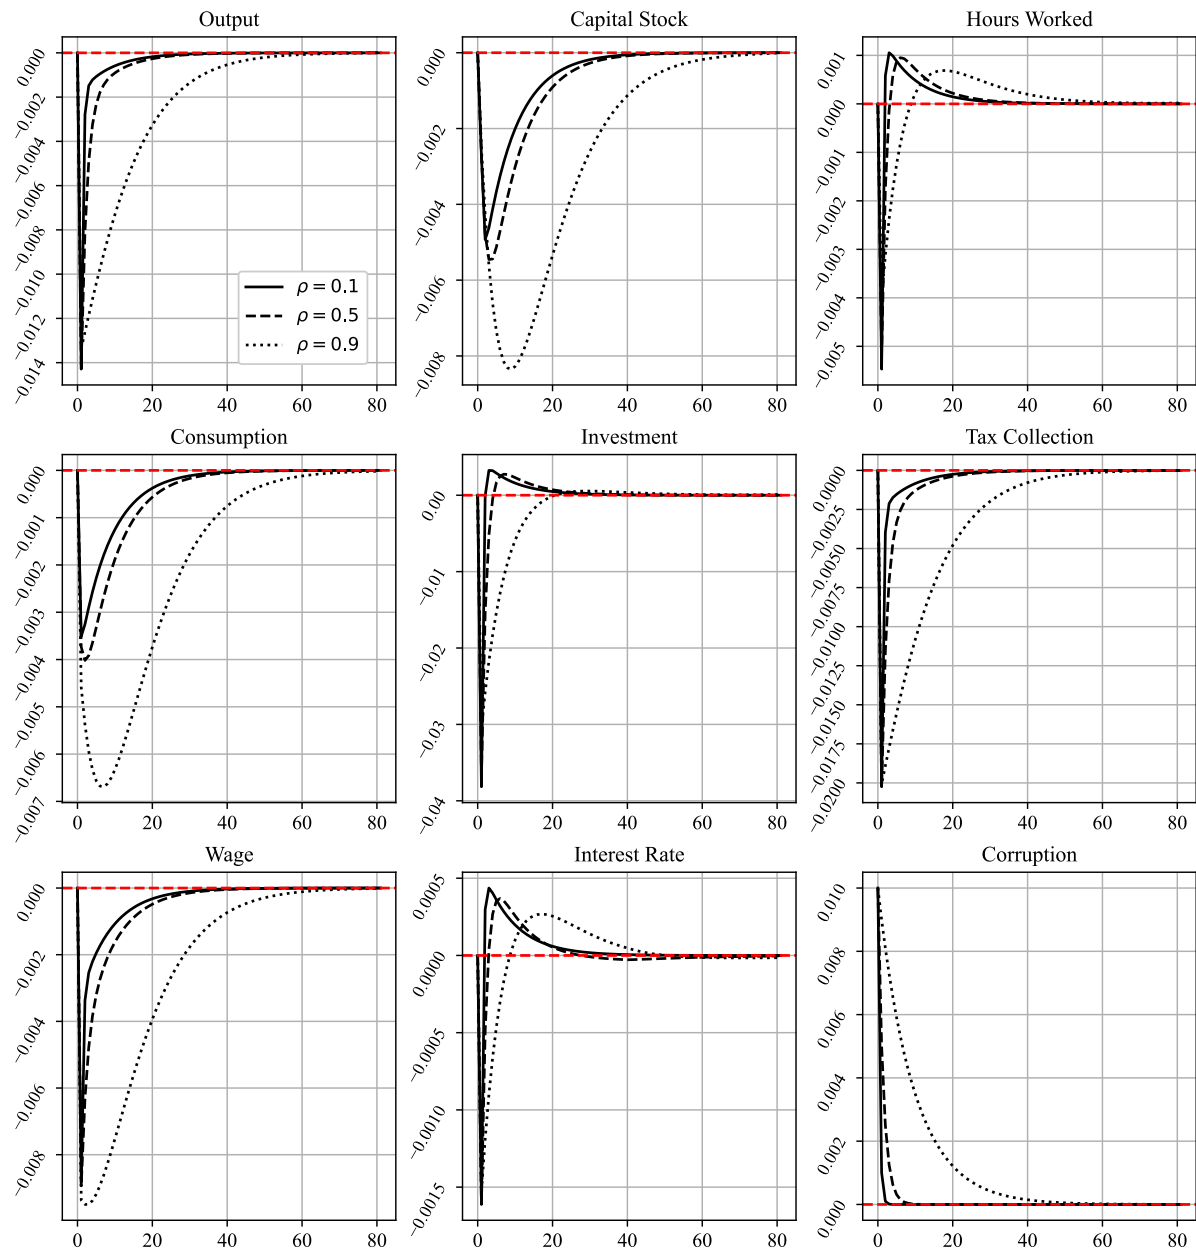 Output
Capital Stock
Hours Worked
0.000
−0.002
−0.004
−0.006
−0.008
−0.010
−0.012
−0.014
ρ = 0.1
ρ = 0.5
ρ = 0.9
0 20 40 60 80
0.000
−0.002
−0.004
−0.006
−0.008
0 20 40 60 80
0.001
0.000
−0.001
−0.002
−0.003
−0.004
−0.005
0 20 40 60 80
Consumption
Investment
Tax Collection
0.000
−0.001
−0.002
−0.003
−0.004
−0.005
−0.006
−0.007
0 20 40 60 80
0.00
−0.01
−0.02
−0.03
−0.04
0 20 40 60 80
0.0000
−0.0025
−0.0050
−0.0075
−0.0100
−0.0125
−0.0150
−0.0175
−0.0200
0 20 40 60 80
Wage
Interest Rate
Corruption
0.000
−0.002
−0.004
−0.006
−0.008
0 20 40 60 80
0.0005
0.0000
−0.0005
−0.0010
−0.0015
0 20 40 60 80
0.010
0.008
0.006
0.004
0.002
0.000
0 20 40 60 80